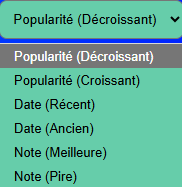 Popularité (Décroissant)
Popularité (Décroissant)
Popularité (Croissant)
Date (Récent)
Date (Ancien)
Note (Meilleure)
Note (Pire)